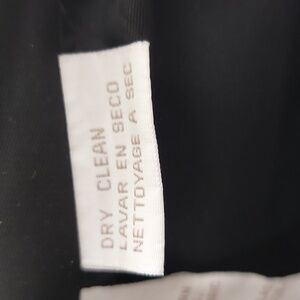 DRY CLEAN
LAVAR EN SECO
NETTOYAGE A SEC